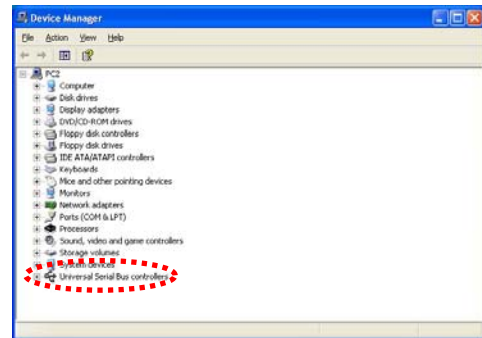 Device Manager
File Action View Help
PC2
Computer
Disk drives
Display adapters
DVD/CD-ROM drives
Floppy disk controllers
Floppy disk drives
IDE ATA/ATAPI controllers
Keyboards
Mice and other pointing devices
Monitors
Network adapters
Ports (COM & LPT)
Processors
Sound, video and game controllers
Storage volumes
System devices
Universal Serial Bus controllers